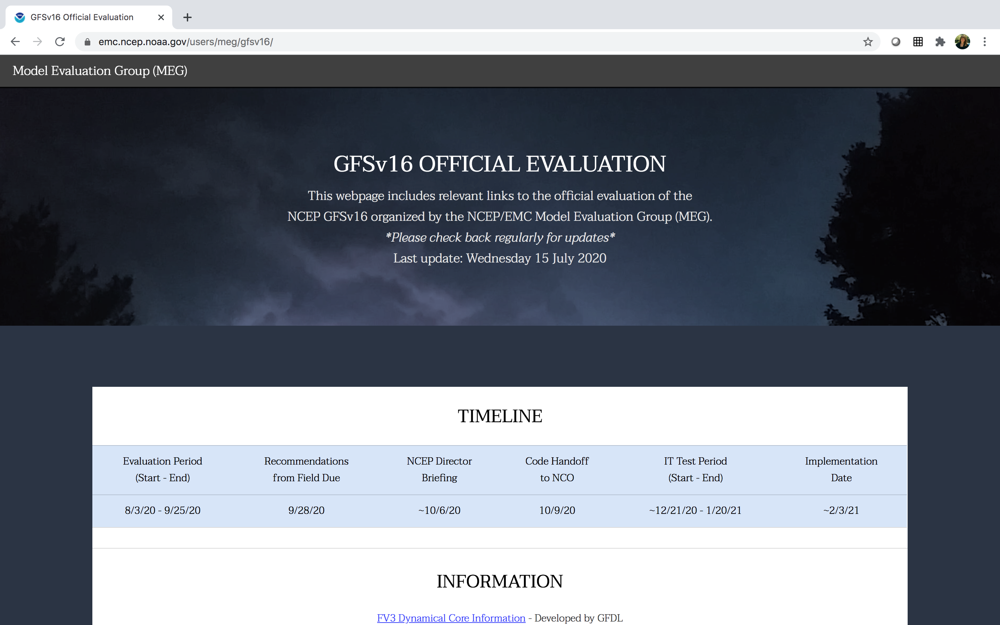 GFSv16 Official Evaluation
emc.ncep.noaa.gov/users/meg/gfsv16/
Model Evaluation Group (MEG)
GFSv16 OFFICIAL EVALUATION
This webpage includes relevant links to the official evaluation of the
NCEP GFSv16 organized by the NCEP/EMC Model Evaluation Group (MEG).
*Please check back regularly for updates*
Last update: Wednesday 15 July 2020
TIMELINE
Evaluation Period Recommendations NCEP Director Code Handoff IT Test Period Implementation
(Start - End) from Field Due Briefing to NCO (Start - End) Date
8/3/20 - 9/25/20 9/28/20 ~10/6/20 10/9/20 ~12/21/20 - 1/20/21 ~2/3/21
INFORMATION
FV3 Dynamical Core Information - Developed by GFDL